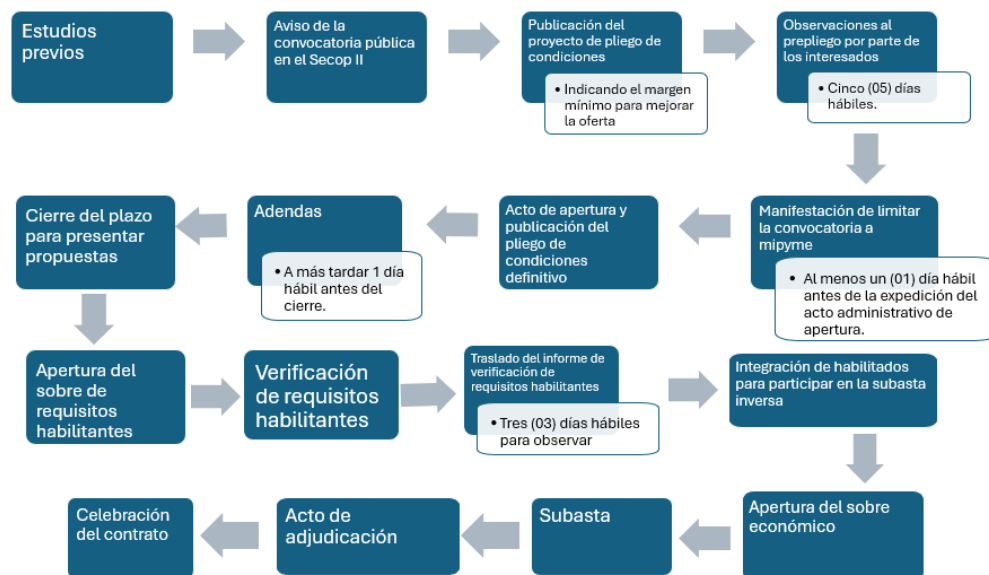 Estudios
previos
Aviso de la
convocatoria pública
en el Secop II
Publicación del
proyecto de pliego de
condiciones
• Indicando el margen
mínimo para mejorar
la oferta
Observaciones al
prepliego por parte de
los interesados
• Cinco (05) días
hábiles.
Manifestación de limitar
la convocatoria a
mipyme
• Al menos un (01) día hábil
antes de la expedición del
acto administrativo de
apertura.
Acto de apertura y
publicación del
pliego de
condiciones
definitivo
Adendas
• A más tardar 1 día
hábil antes del
cierre.
Cierre del plazo
para presentar
propuestas
Apertura del
sobre de
requisitos
habilitantes
Verificación
de requisitos
habilitantes
Traslado del informe de
verificación de
requisitos habilitantes
• Tres (03) días hábiles
para observar
Integración de habilitados
para participar en la subasta
inversa
Apertura del sobre
económico
Subasta
Acto de
adjudicación
Celebración
del contrato